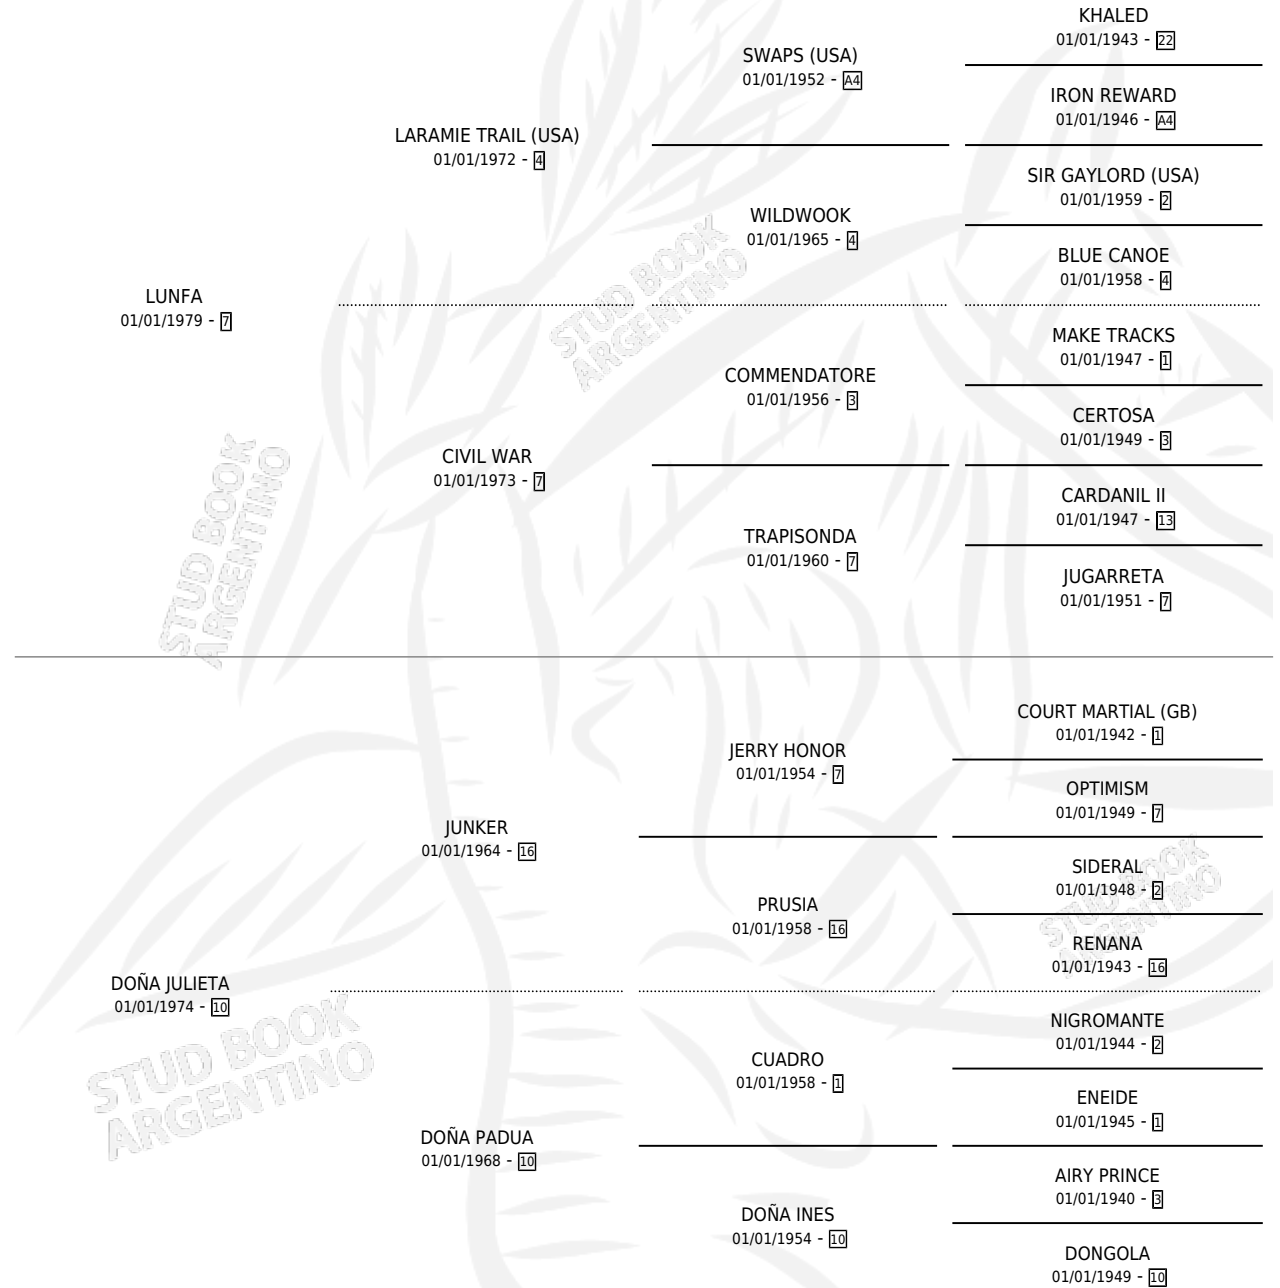 KHALED
01/01/1943 - 22
SWAPS (USA)
01/01/1952 - A4
IRON REWARD
01/01/1946 - A4
LARAMIE TRAIL (USA)
01/01/1972 - 4
SIR GAYLORD (USA)
01/01/1959 - 2
WILDWOOK
01/01/1965 - 4
BLUE CANOE
01/01/1958 - 4
LUNFA
01/01/1979 - 7
MAKE TRACKS
01/01/1947 - 1
COMMENDATORE
01/01/1956 - 3
CERTOSA
01/01/1949 - 3
CIVIL WAR
01/01/1973 - 7
CARDANIL II
01/01/1947 - 13
TRAPISONDA
01/01/1960 - 7
JUGARRETA
01/01/1951 - 7
STUD BOOK
ARGENTINO
STUD BOOK
ARGENTINO
COURT MARTIAL (GB)
01/01/1942 - 1
JERRY HONOR
01/01/1954 - 7
OPTIMISM
01/01/1949 - 7
JUNKER
01/01/1964 - 16
SIDERAL
01/01/1948 - 2
PRUSIA
01/01/1958 - 16
RENANA
01/01/1943 - 16
DOÑA JULIETA
01/01/1974 - 10
NIGROMANTE
01/01/1944 - 2
CUADRO
01/01/1958 - 1
ENEIDE
01/01/1945 - 1
DOÑA PADUA
01/01/1968 - 10
AIRY PRINCE
01/01/1940 - 3
DOÑA INES
01/01/1954 - 10
DONGOLA
01/01/1949 - 10
STUD BOOK
ARGENTINO
STUD BOOK
ARGENTINO